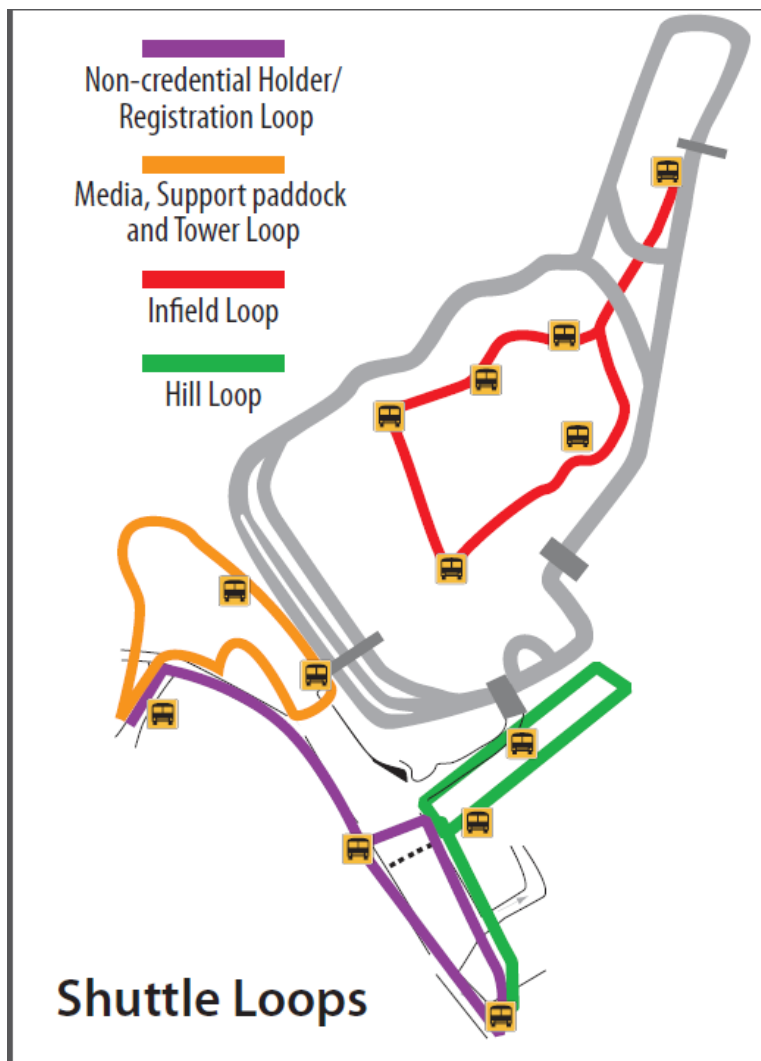 Non-credential Holder/
Registration Loop
Media, Support paddock
and Tower Loop
Infield Loop
Hill Loop
Shuttle Loops